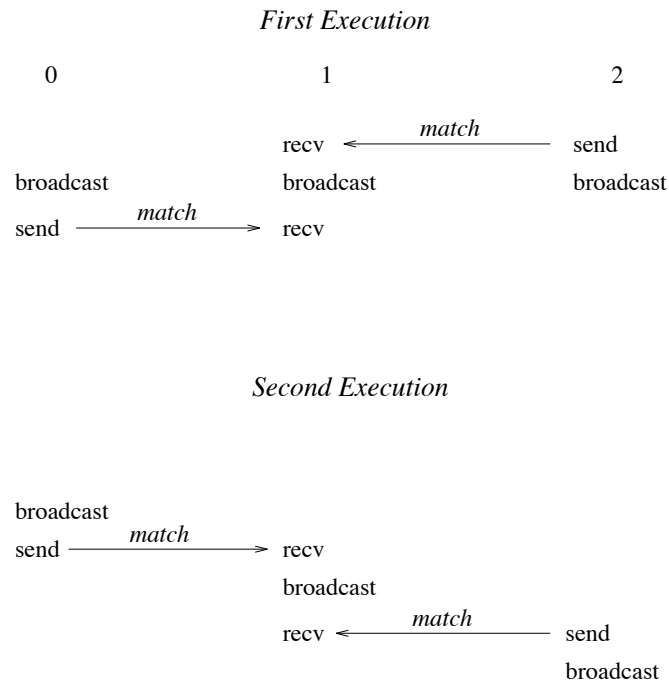 First Execution
0 1 2
match
recv send
broadcast broadcast broadcast
match
send recv
Second Execution
broadcast
match
send recv
broadcast
match
recv send
broadcast